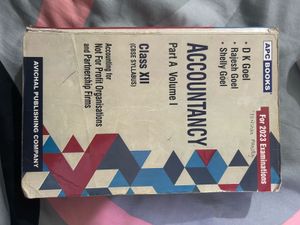 APC BOOKS
• D K Goel
• Rajesh Goel
• Shelly Goel
For 2023 Examinations
ACCOUNTANCY
Part A Volume I
Class XII
(CBSE SYLLABUS)
Accounting for
Not For Profit Organisations
and Partnership Firms
AVICHAL PUBLISHING COMPANY